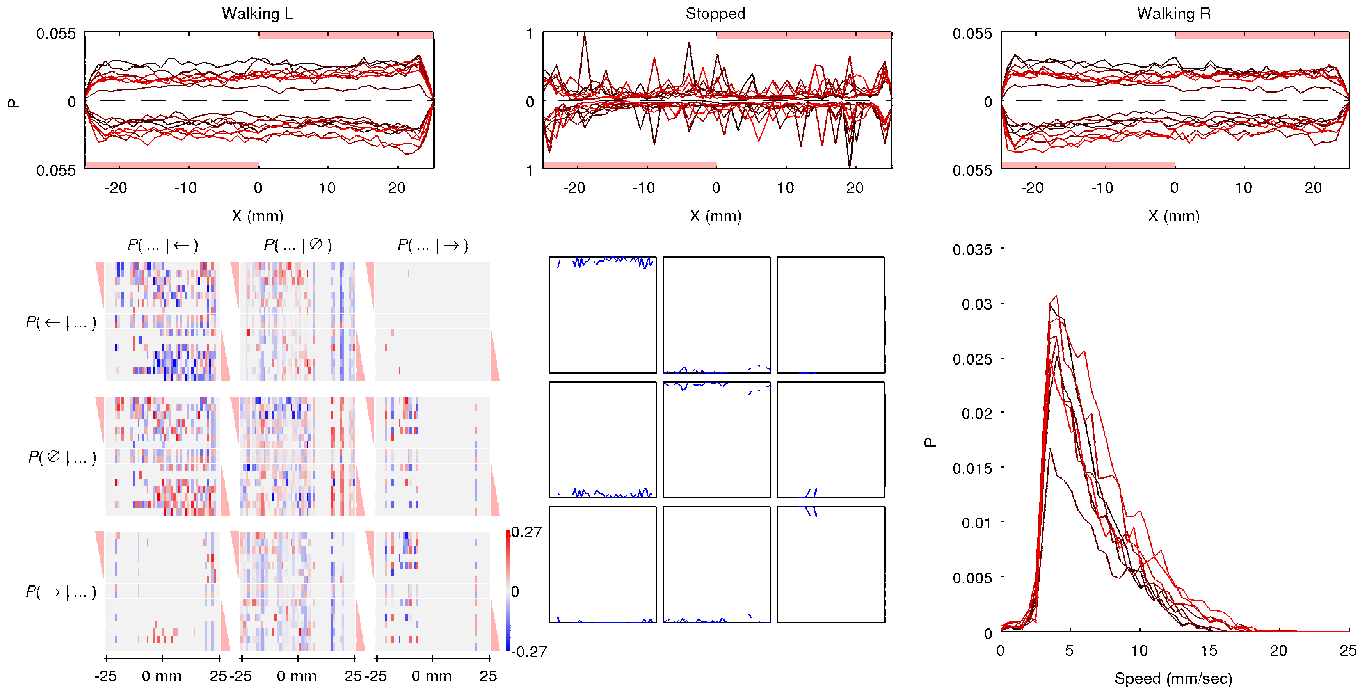 Walking L
Stopped
Walking R
0.055
0
0.055
P
-20
-10
0
10
20
X (mm)
1
0
1
-20
-10
0
10
20
X (mm)
0.055
0
0.055
-20
-10
0
10
20
X (mm)
P( ... | ← )
P( ... | ∅ )
P( ... | → )
P( ← | ... )
P( ∅ | ... )
P( → | ... )
0.27
0
-0.27
-25
0 mm
25
-25
0 mm
25
-25
0 mm
25
0.035
0.03
0.025
0.02
0.015
0.01
0.005
0
P
0
5
10
15
20
25
Speed (mm/sec)